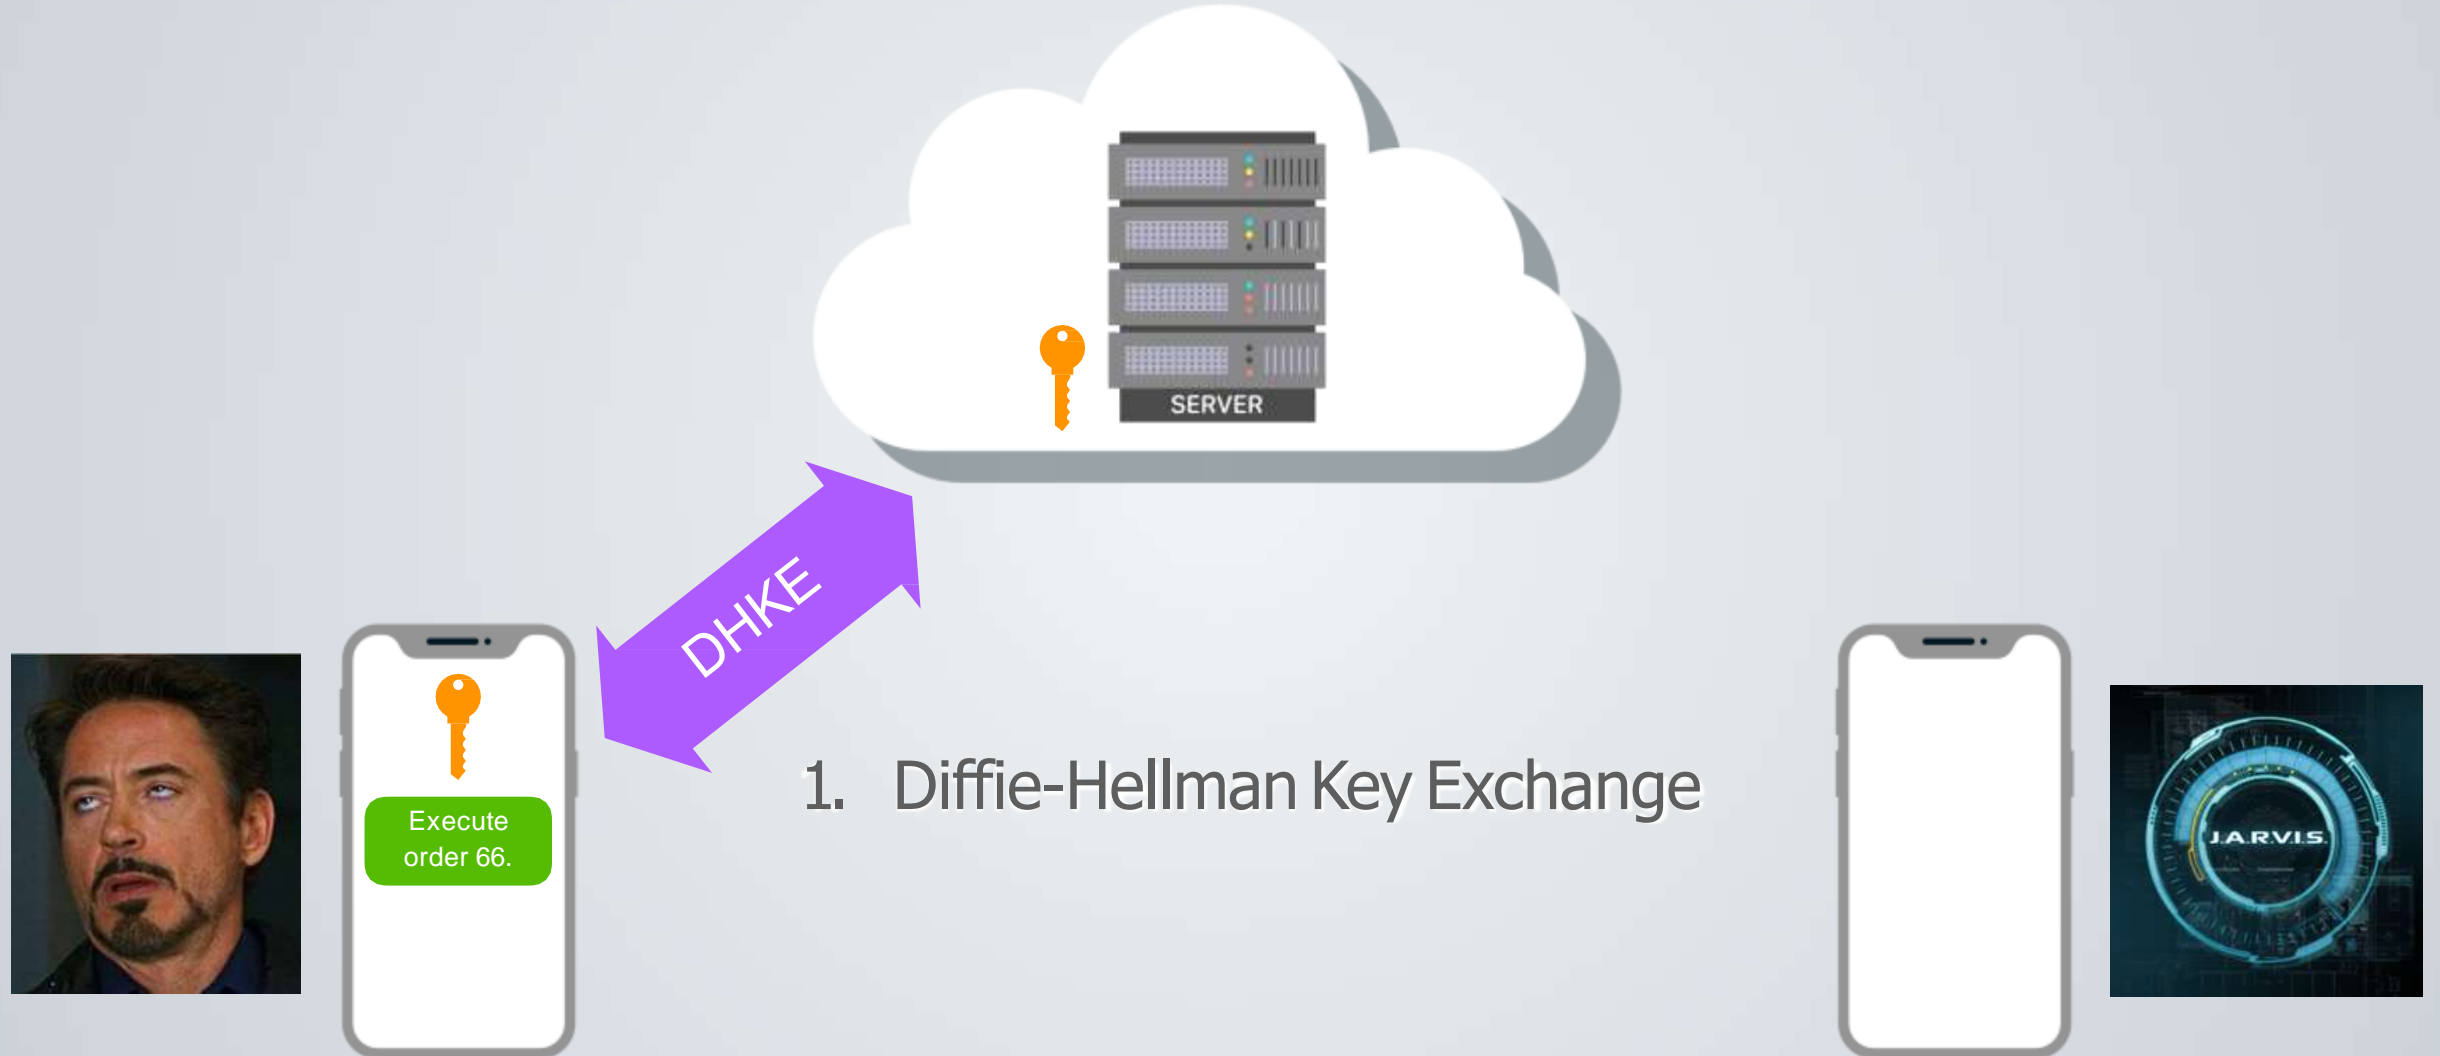 SERVER
DHKE
Execute
order 66.
1. Diffie-Hellman Key Exchange
J.A.R.V.I.S.